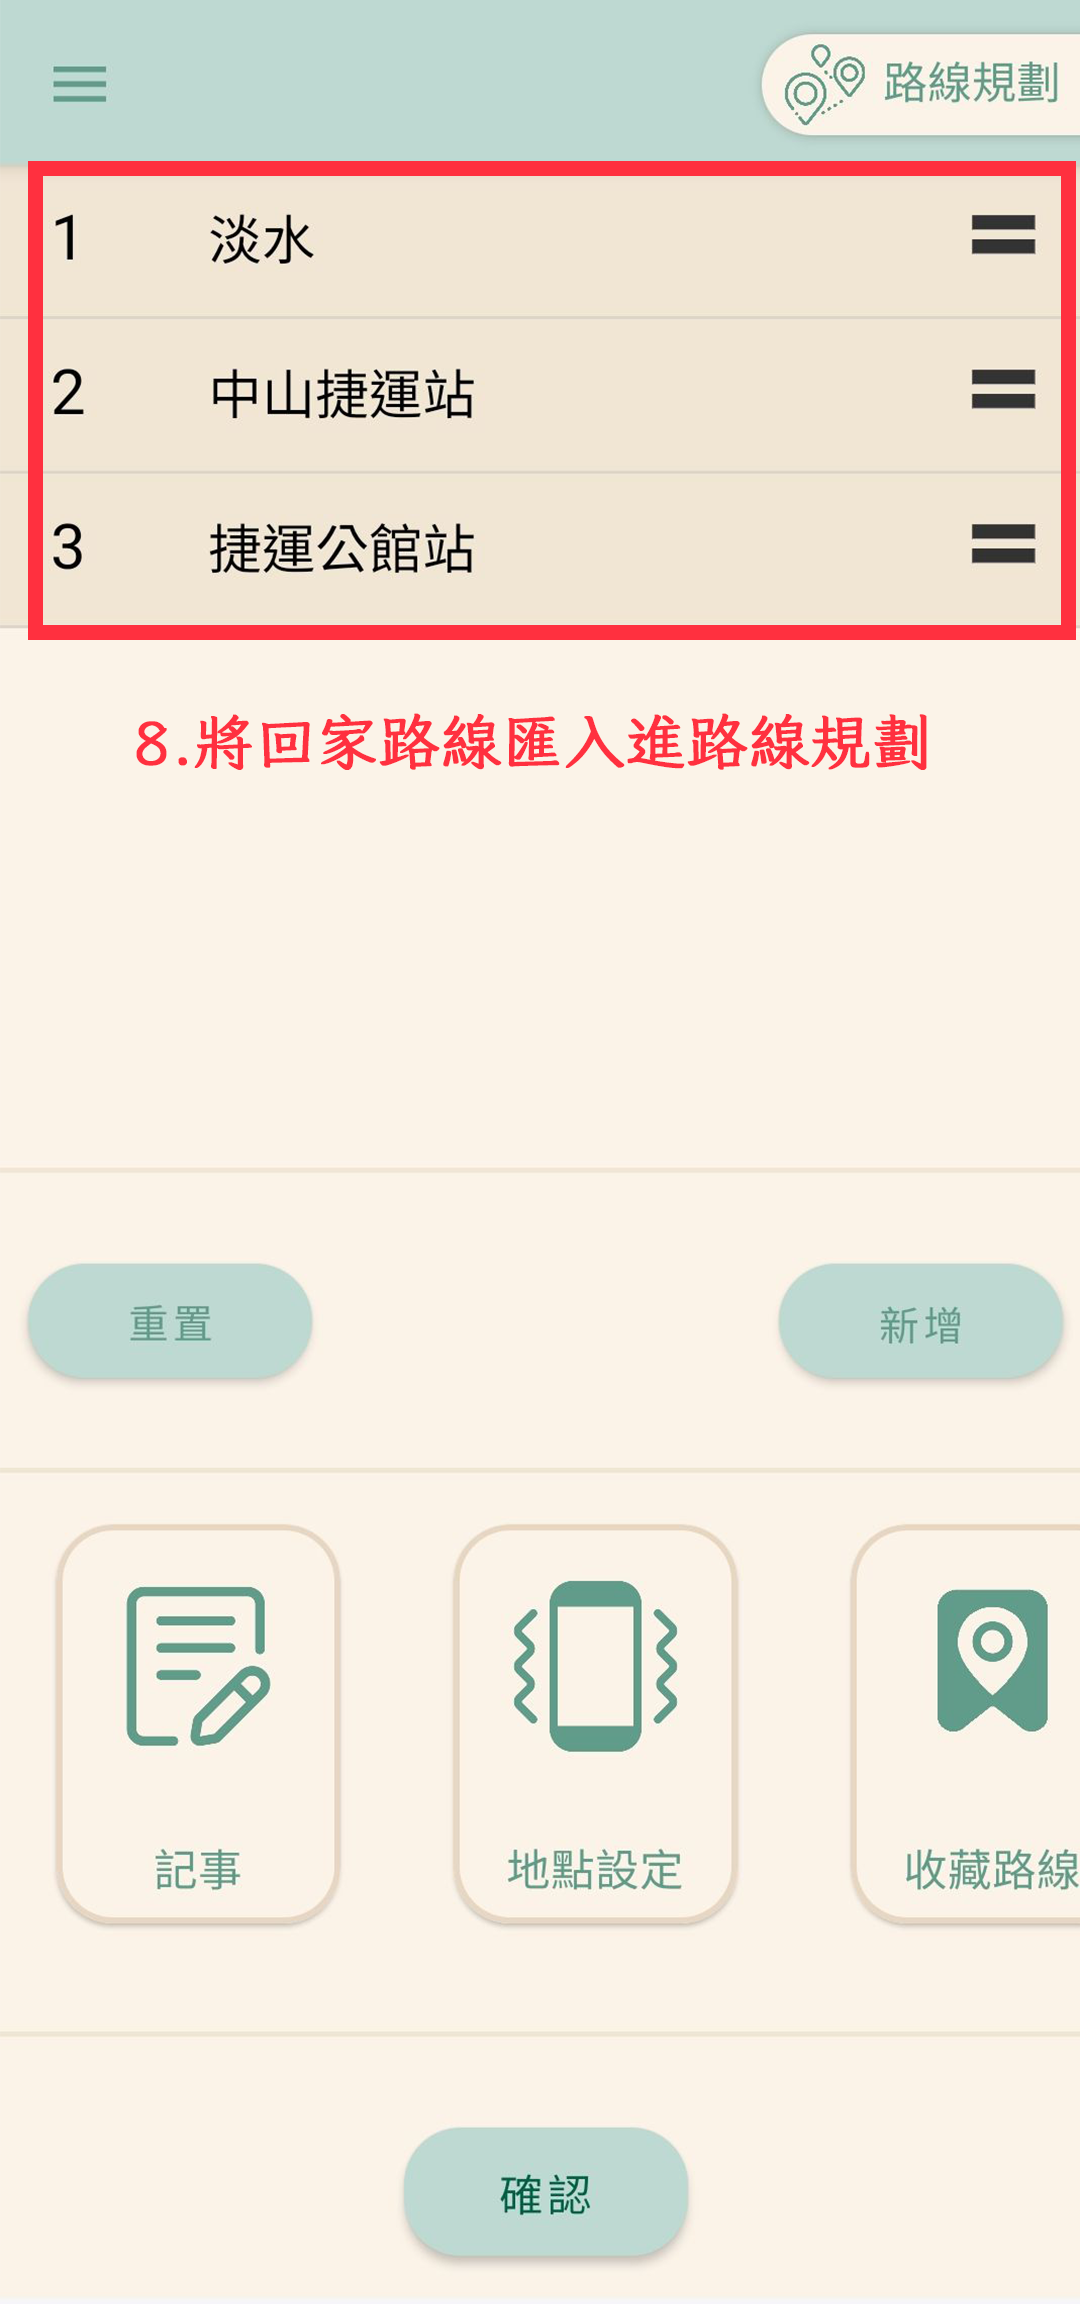 路線規劃
1 淡水
2 中山捷運站
3 捷運公館站
8.將回家路線匯入進路線規劃
重置 新增
記事 地點設定 收藏路線
確認